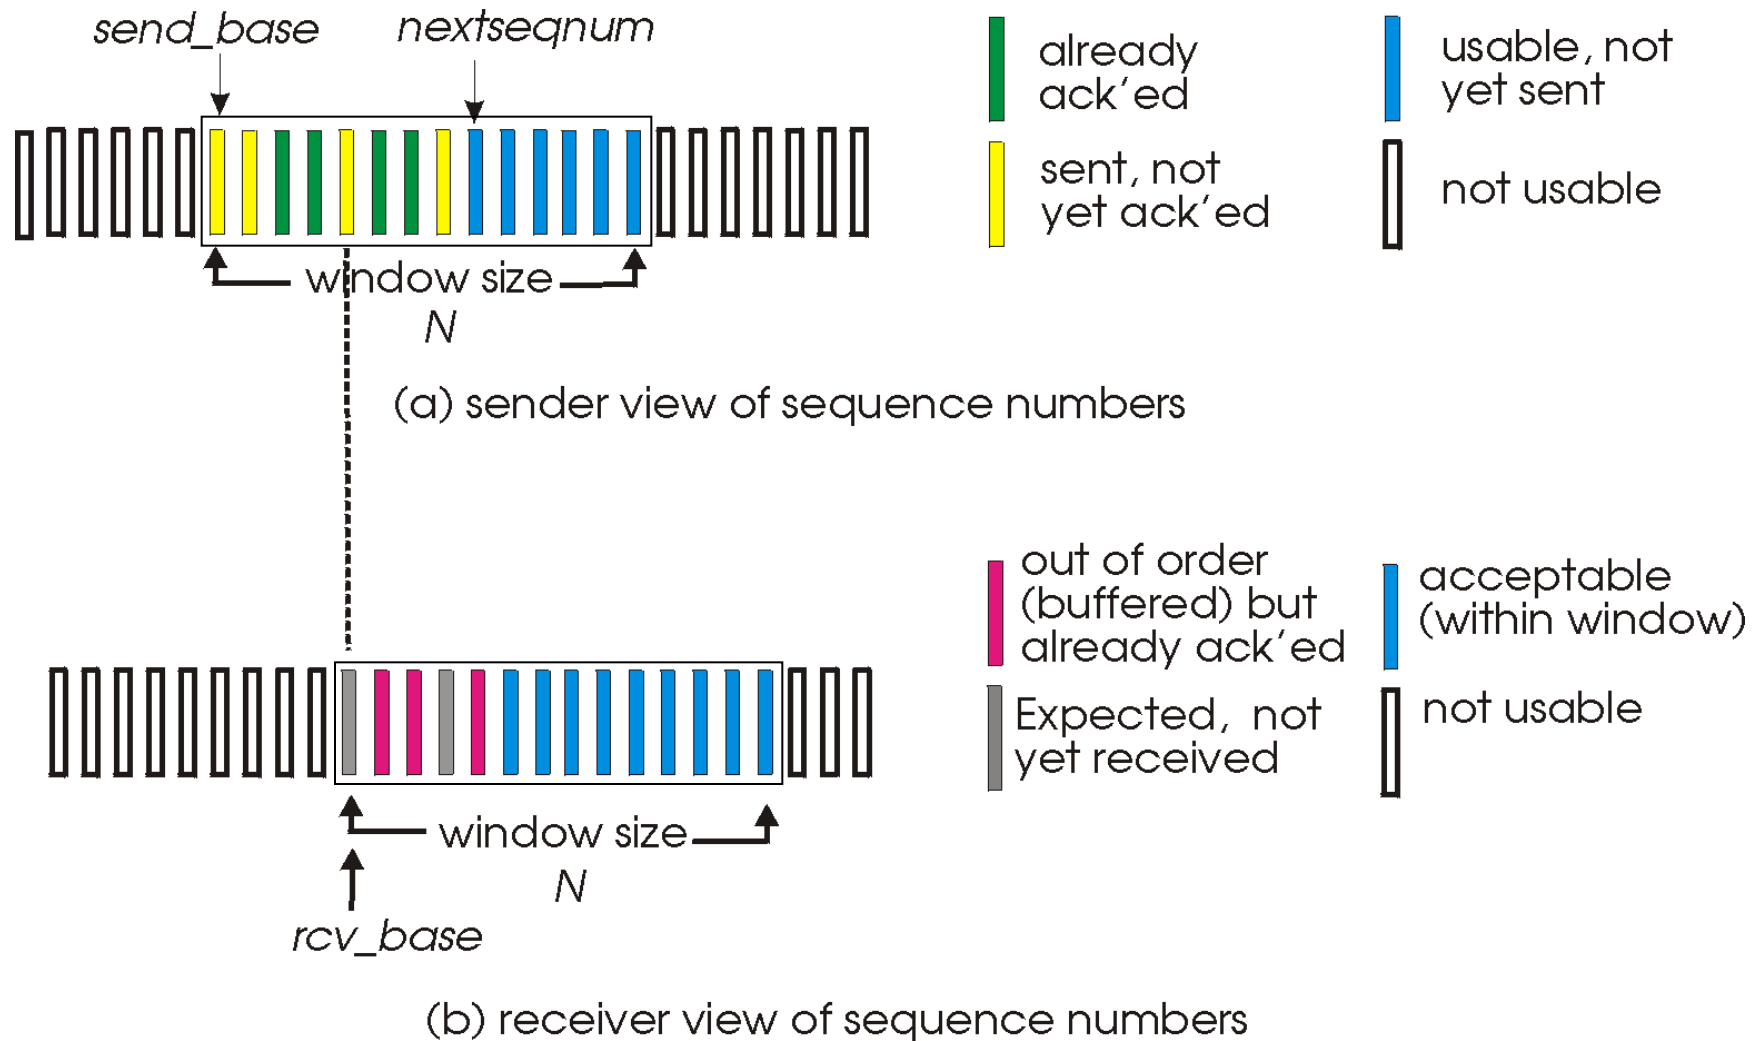 send_base
nextseqnum
already
ack'ed
usable, not
yet sent
sent, not
yet ack'ed
not usable
window size
N
(a) sender view of sequence numbers
out of order
(buffered) but
already ack'ed
acceptable
(within window)
Expected, not
yet received
not usable
window size
N
rcv_base
(b) receiver view of sequence numbers